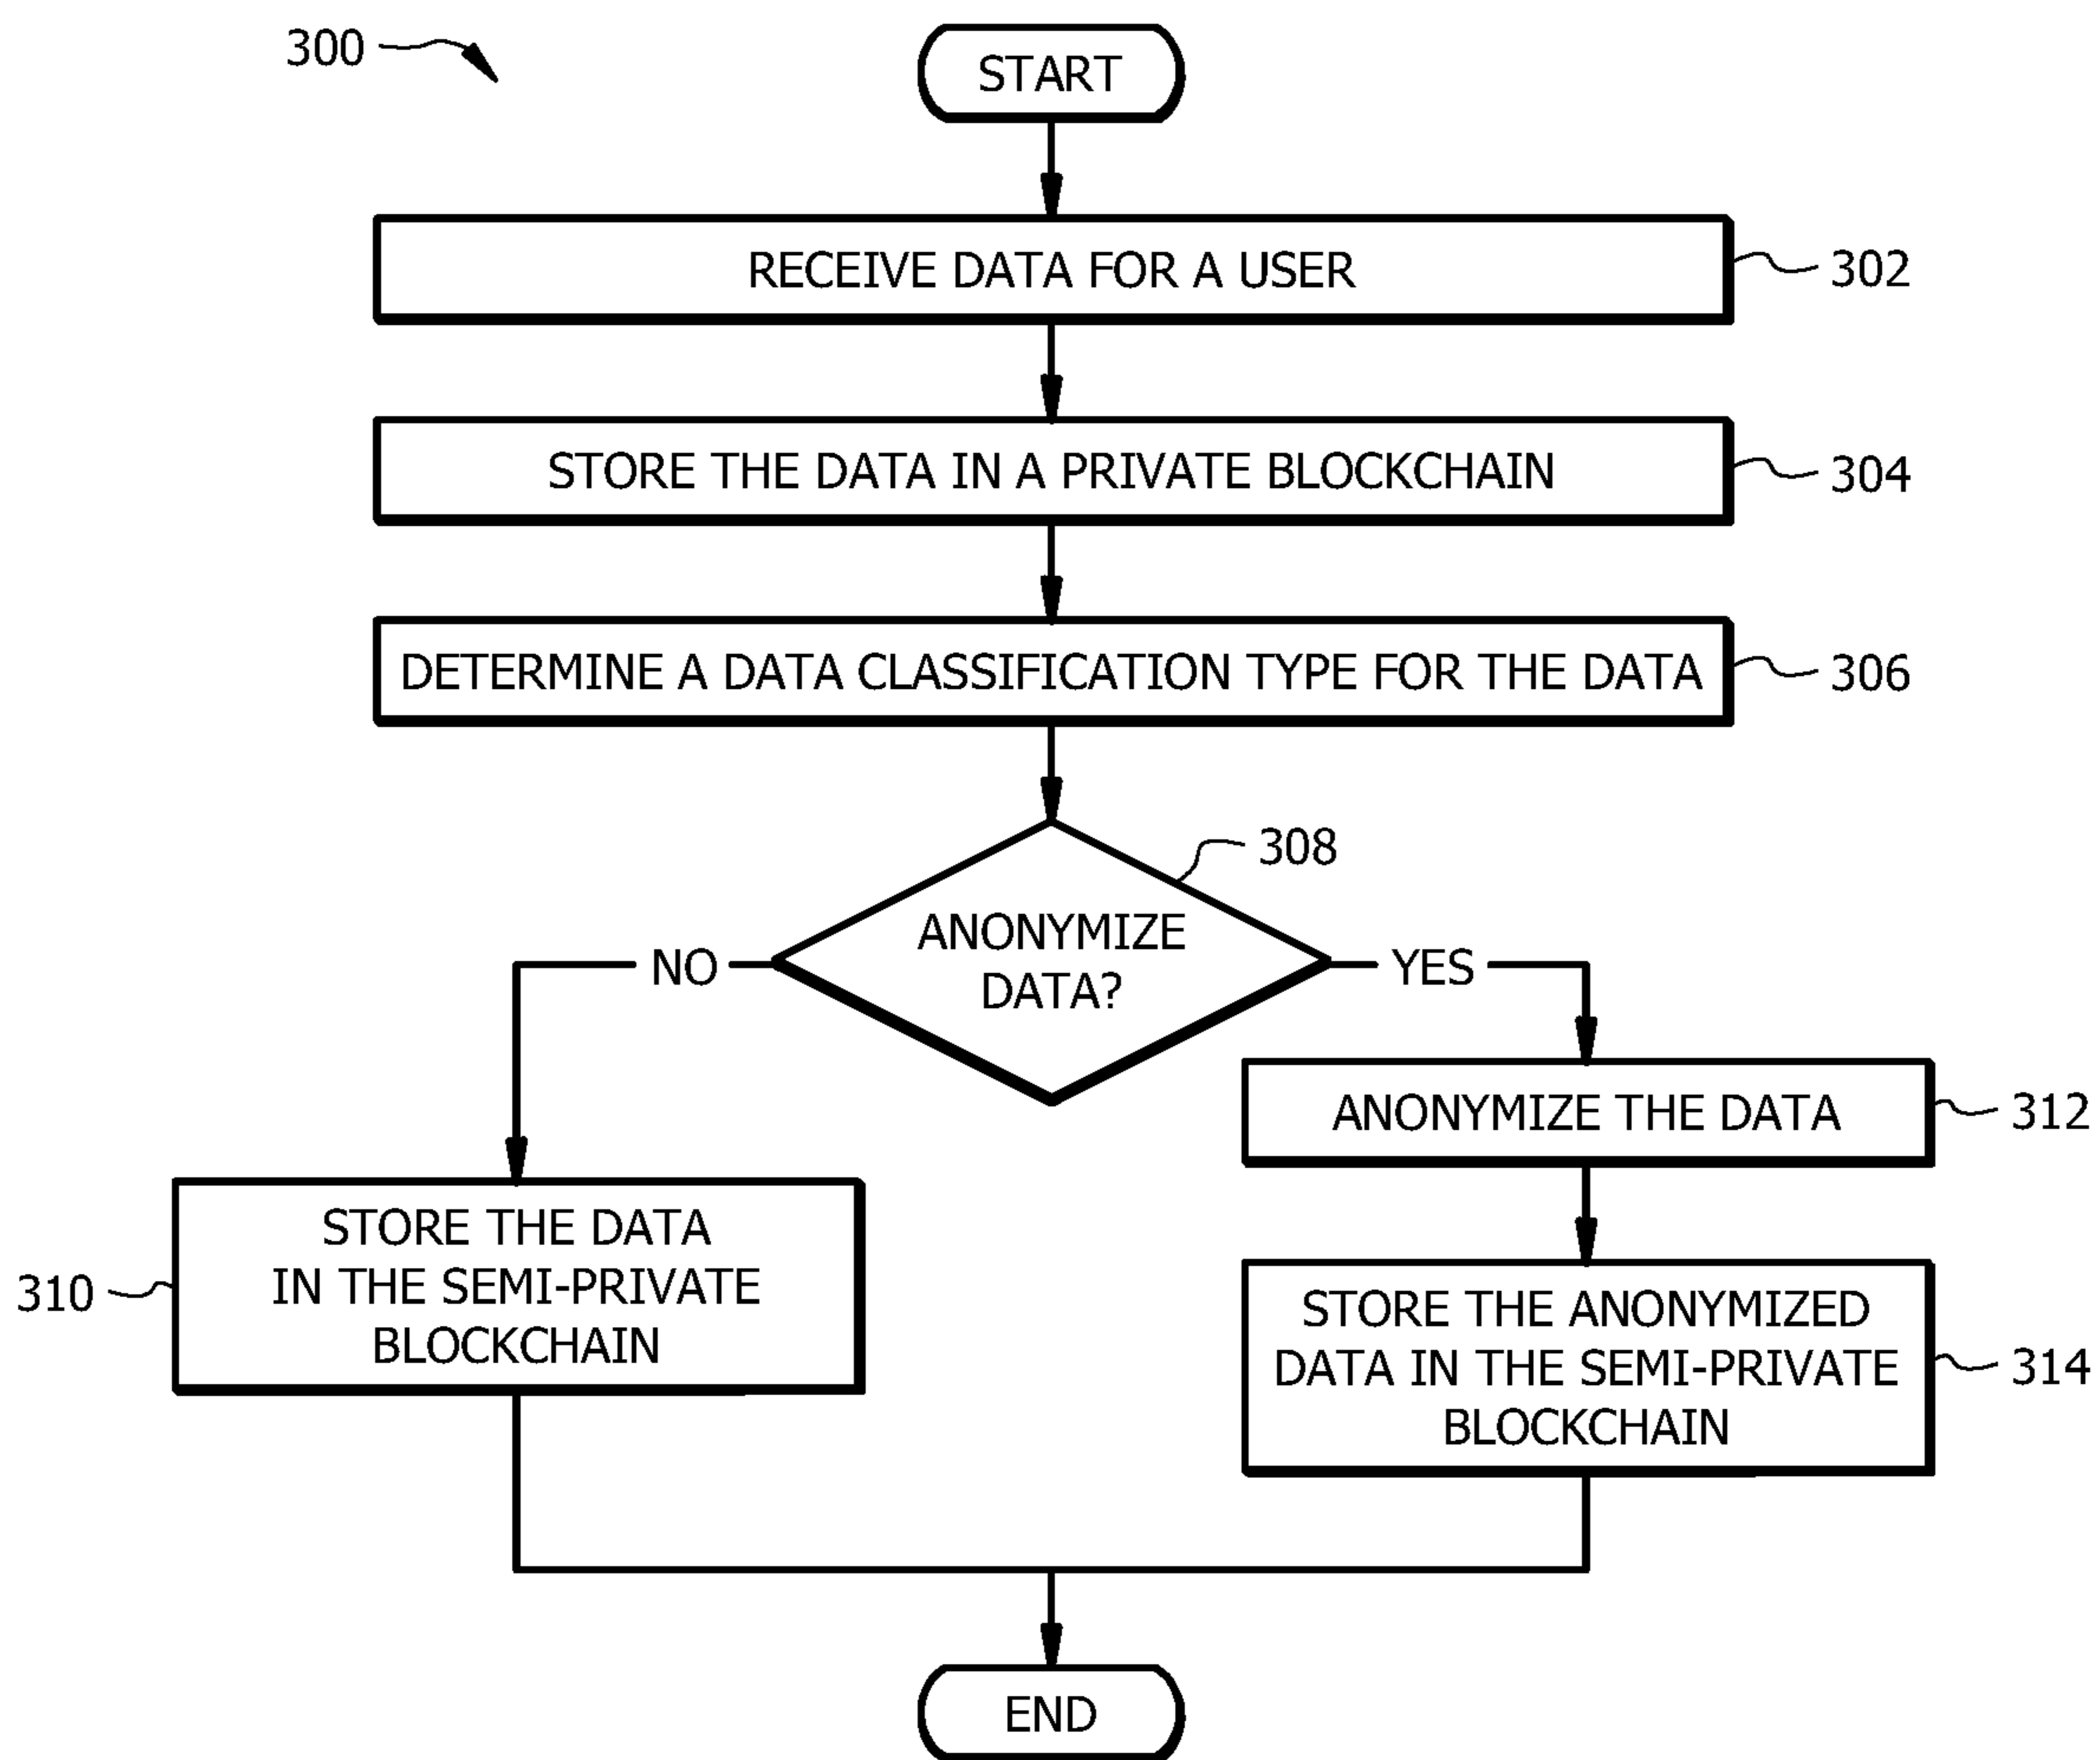 300
START
RECEIVE DATA FOR A USER
302
STORE THE DATA IN A PRIVATE BLOCKCHAIN
304
DETERMINE A DATA CLASSIFICATION TYPE FOR THE DATA
306
308
ANONYMIZE
DATA?
NO
YES
ANONYMIZE THE DATA
312
STORE THE DATA
IN THE SEMI-PRIVATE
BLOCKCHAIN
310
STORE THE ANONYMIZED
DATA IN THE SEMI-PRIVATE
BLOCKCHAIN
314
END